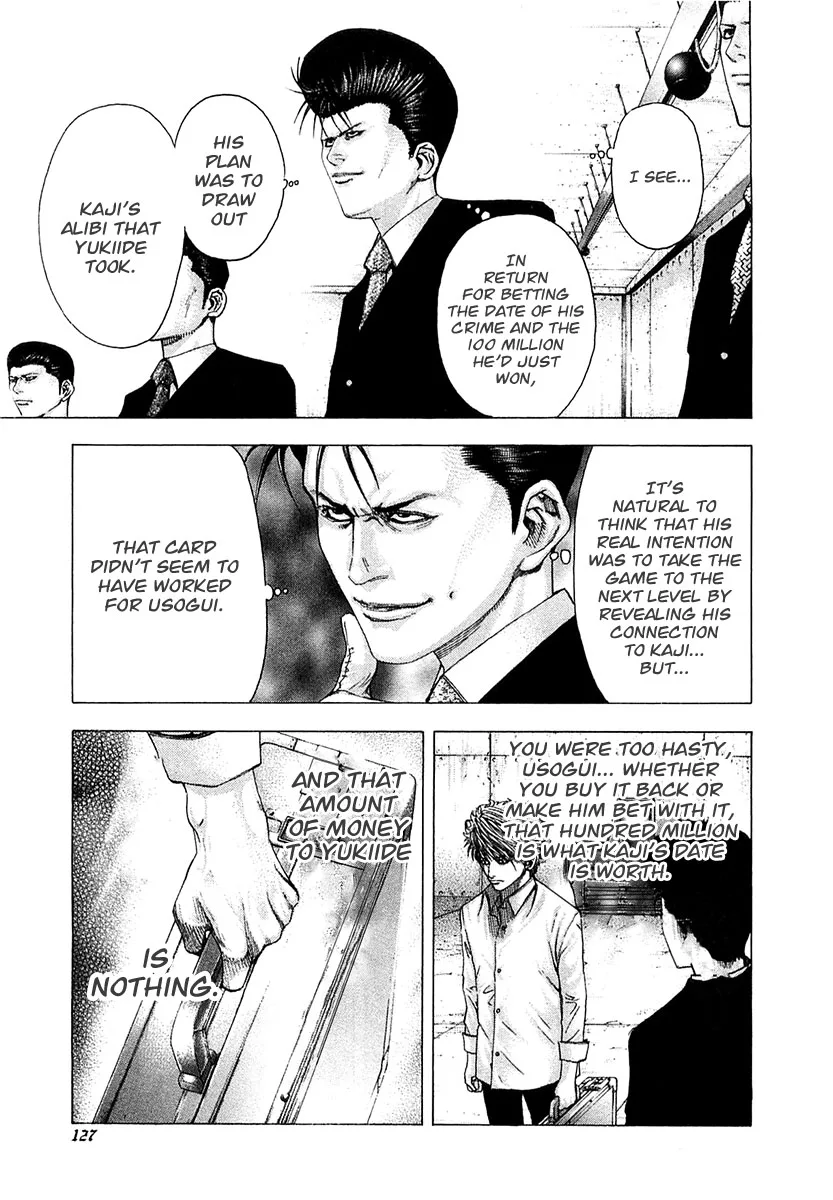 I SEE...
IN
RETURN
FOR BETTING
THE DATE OF HIS
CRIME AND THE
100 MILLION
HE'D JUST
WON,
HIS
PLAN
WAS TO
DRAW
OUT
KAJI'S
ALIBI THAT
YUKIIDE
TOOK.
IT'S
NATURAL TO
THINK THAT HIS
REAL INTENTION
WAS TO TAKE THE
GAME TO THE
NEXT LEVEL BY
REVEALING HIS
CONNECTION
TO KAJI...
BUT...
THAT CARD
DIDN'T SEEM TO
HAVE WORKED
FOR USOGUI.
YOU WERE TOO HASTY,
USOGUI... WHETHER
YOU BUY IT BACK OR
MAKE HIM BET WITH IT,
THAT HUNDRED MILLION
IS WHAT KAJI'S DATE
IS WORTH.
AND THAT
AMOUNT
OF MONEY
TO YUKIIDE
IS
NOTHING.
127